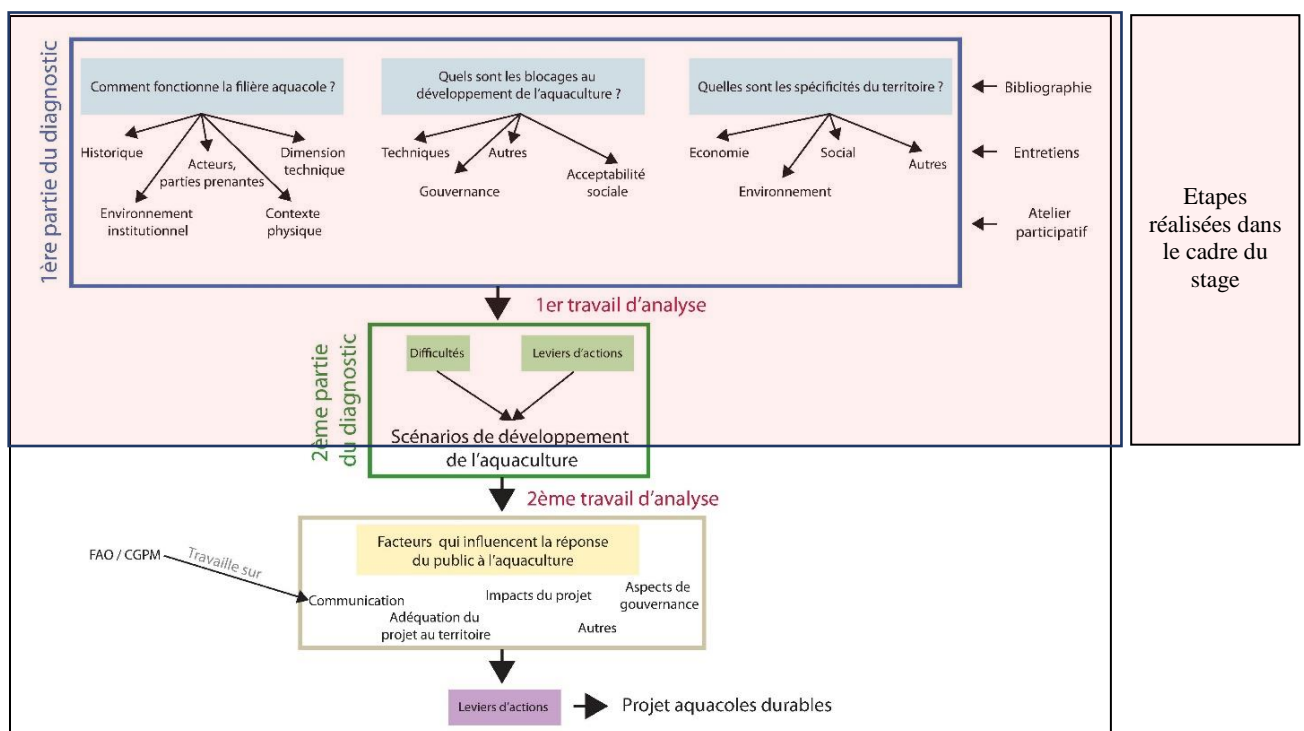 1ère partie du diagnostic
Comment fonctionne la filière aquacole ?
Historique
Acteurs,
parties prenantes
Dimension
technique
Environnement
institutionnel
Contexte
physique
Quels sont les blocages au
développement de l'aquaculture ?
Techniques
Autres
Gouvernance
Acceptabilité
sociale
Quelles sont les spécificités du territoire ?
Economie
Social
Autres
Environnement
Bibliographie
Entretiens
Atelier
participatif
Etapes
réalisées dans
le cadre du
stage
1er travail d'analyse
2ème partie
du diagnostic
Difficultés
Leviers d'actions
Scénarios de développement
de l'aquaculture
2ème travail d'analyse
Facteurs qui influencent la réponse
du public à l'aquaculture
FAO / CGPM
Travaille sur
Communication
Impacts du projet
Aspects de
gouvernance
Adéquation du
projet au territoire
Autres
Leviers d'actions
Projet aquacoles durables